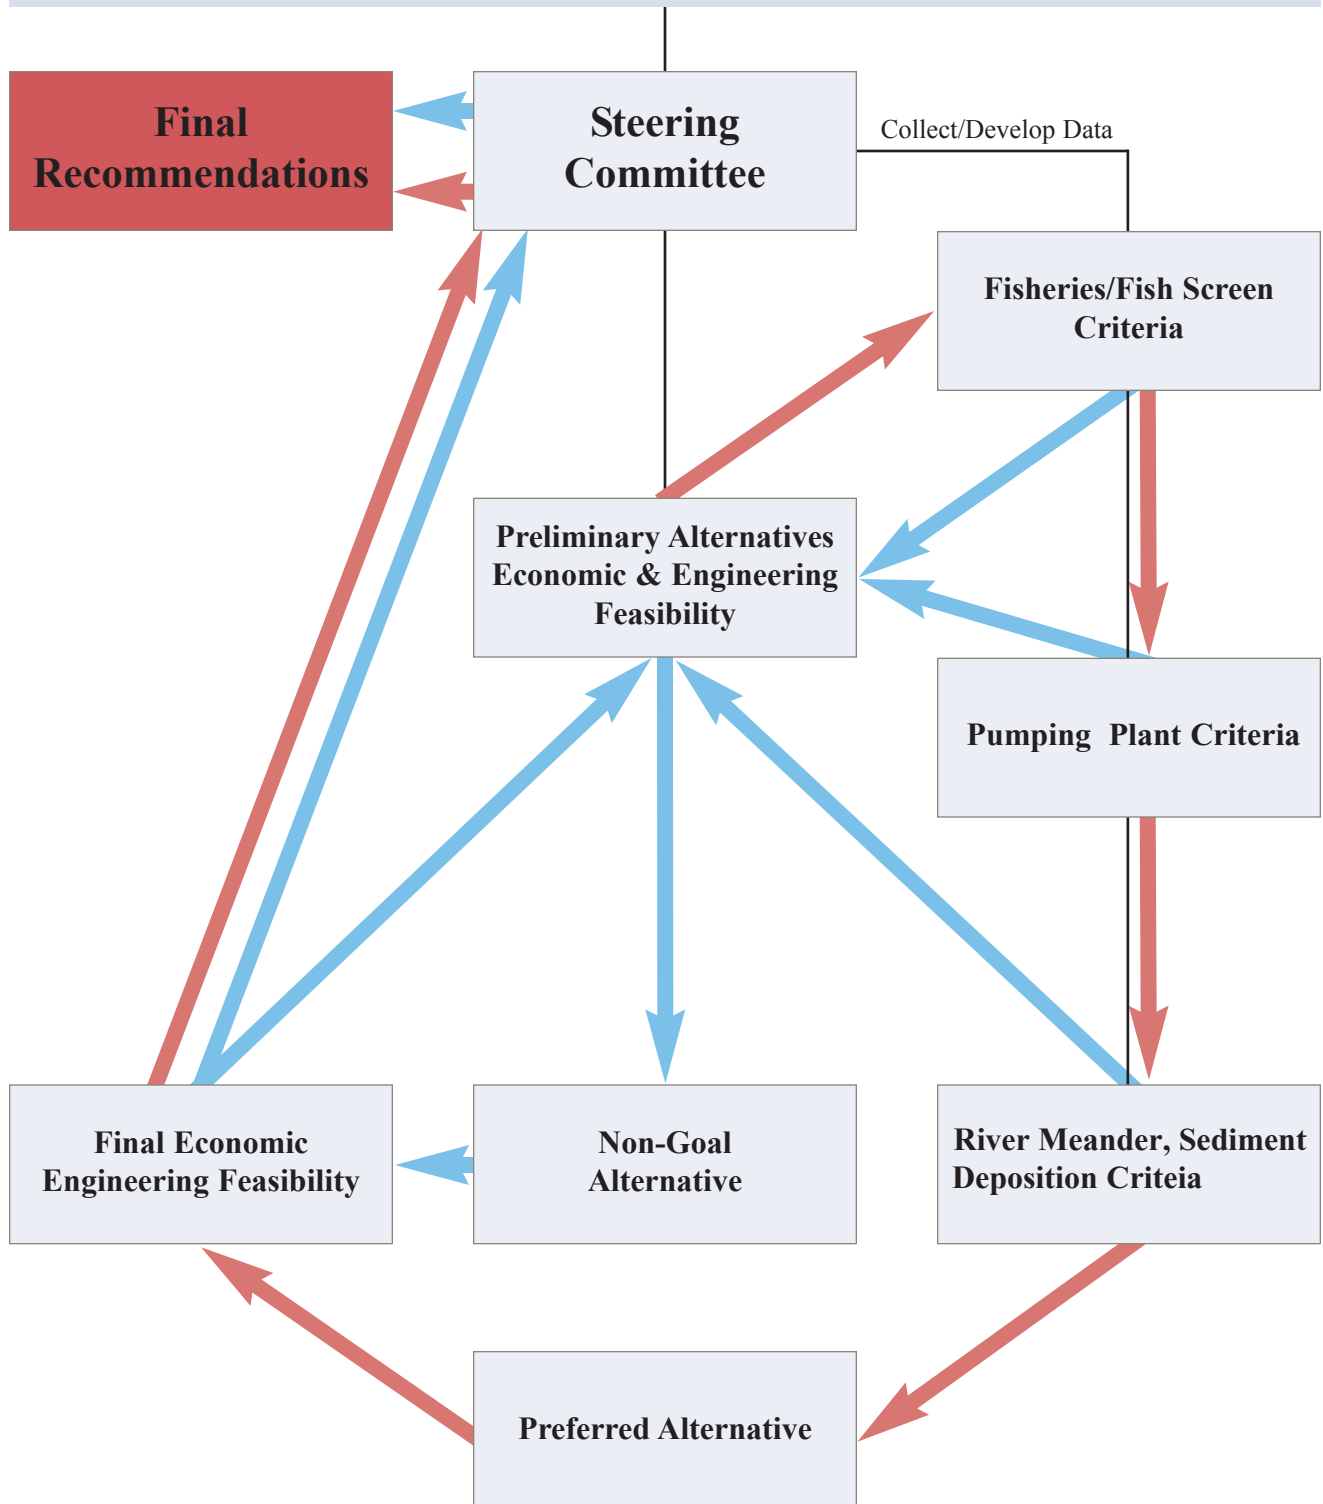 Final
Recommendations
Steering
Committee
Collect/Develop Data
Fisheries/Fish Screen
Criteria
Preliminary Alternatives
Economic & Engineering
Feasibility
Pumping  Plant Criteria
Final Economic
Engineering Feasibility
Non-Goal
Alternative
River Meander, Sediment
Deposition Criteia
Preferred Alternative